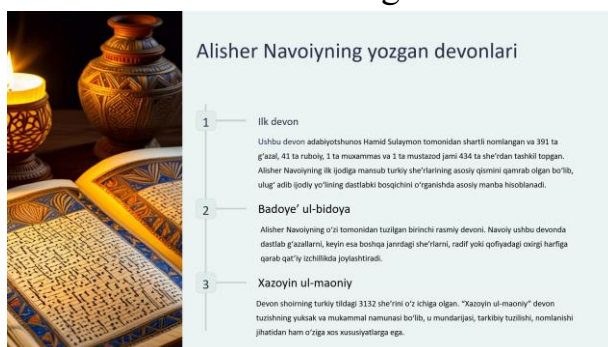 Alisher Navoiyning yozgan devonlari
1
Ilk devon
Ushbu devon adabiyotshunos Hamid Sulaymon tomonidan shartli nomlangan va 391 ta
g‘azal, 41 ta ruboiy, 1 ta muxammas va 1 ta mustazod jami 434 ta she’rdan tashkil topgan.
Alisher Navoiyning ilk ijodiga mansub turkiy she’rlarining asosiy qismini qamrab olgan bo‘lib,
ulug‘ adib ijodiy yo‘lining dastlabki bosqichini o‘rganishda asosiy manba hisoblanadi.
2
Badoye’ ul-bidoya
Alisher Navoiyning o‘zi tomonidan tuzilgan birinchi rasmiy devoni. Navoiy ushbu devonda
dastlab g‘azallarni, keyin esa boshqa janrdagi she’rlarni, radif yoki qofiyadagi oxirgi harfiga
qarab qat’iy izchillikda joylashtiradi.
3
Xazoyin ul-maoniy
Devon shoirning turkiy tildagi 3132 she’rini o‘z ichiga olgan. “Xazoyin ul-maoniy” devon
tuzishning yuksak va mukammal namunasi bo‘lib, u mundarijasi, tarkibiy tuzilishi, nomlanishi
jihatidan ham o‘ziga xos xususiyatlarga ega.